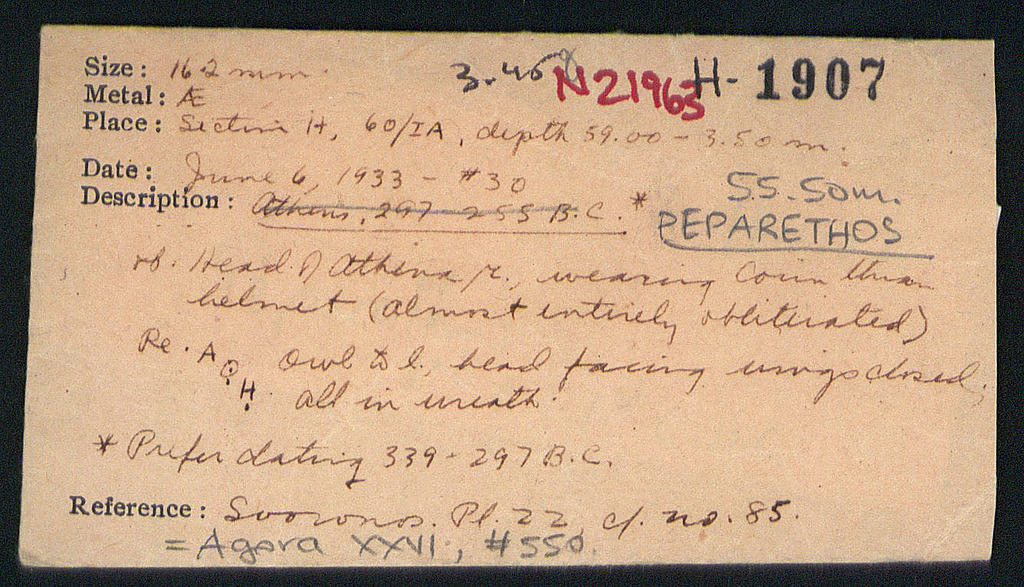 Size: 16.2 mm. 3.45 g N21965 H- 1907
Metal: Æ
Place: Section H, 60/IA, depth 59.00 - 3.50 m.
55.50m.
Date: June 6, 1933 - #30
Description: Athens, 297-255 B.C. *
PEPARETHOS
ob. Head of Athena r., wearing Corinthian
helmet (almost entirely obliterated)
Re. A Θ H Owl to l., head facing wings closed;
all in wreath.
* Prefer dating 339-297 B.C.
Reference: Svoronos. Pl. 22, cf. no. 85.
= Agora XXVI, #550.